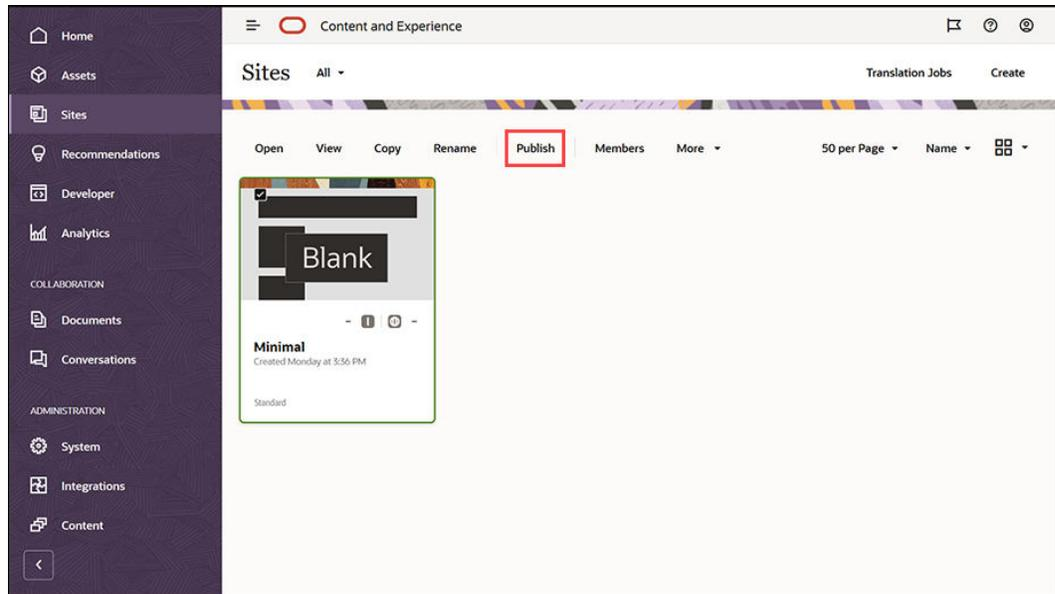 Home
Assets
Sites
Recommendations
Developer
Analytics
COLLABORATION
Documents
Conversations
ADMINISTRATION
System
Integrations
Content
Content and Experience
Sites All
Translation Jobs Create
Open View Copy Rename Publish Members More 50 per Page Name
Blank
Minimal
Created Monday at 3:36 PM
Standard